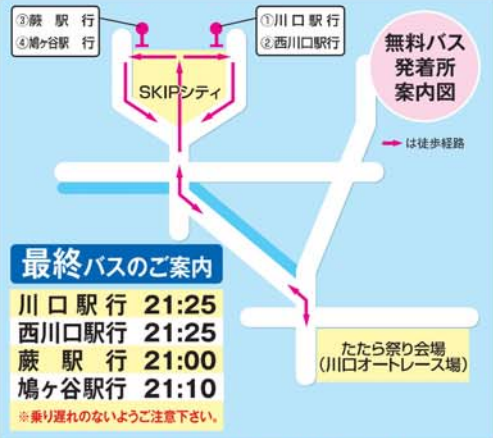 ③蕨 駅 行
④鳩ヶ谷駅 行
①川 口 駅 行
②西川口駅行
無料バス
発着所
案内図
SKIPシティ
は徒歩経路
最終バスのご案内
川 口 駅 行 21:25
西川口駅行 21:25
蕨 駅 行 21:00
鳩ヶ谷駅行 21:10
※乗り遅れのないようご注意下さい。
たたら祭り会場
(川口オートレース場)